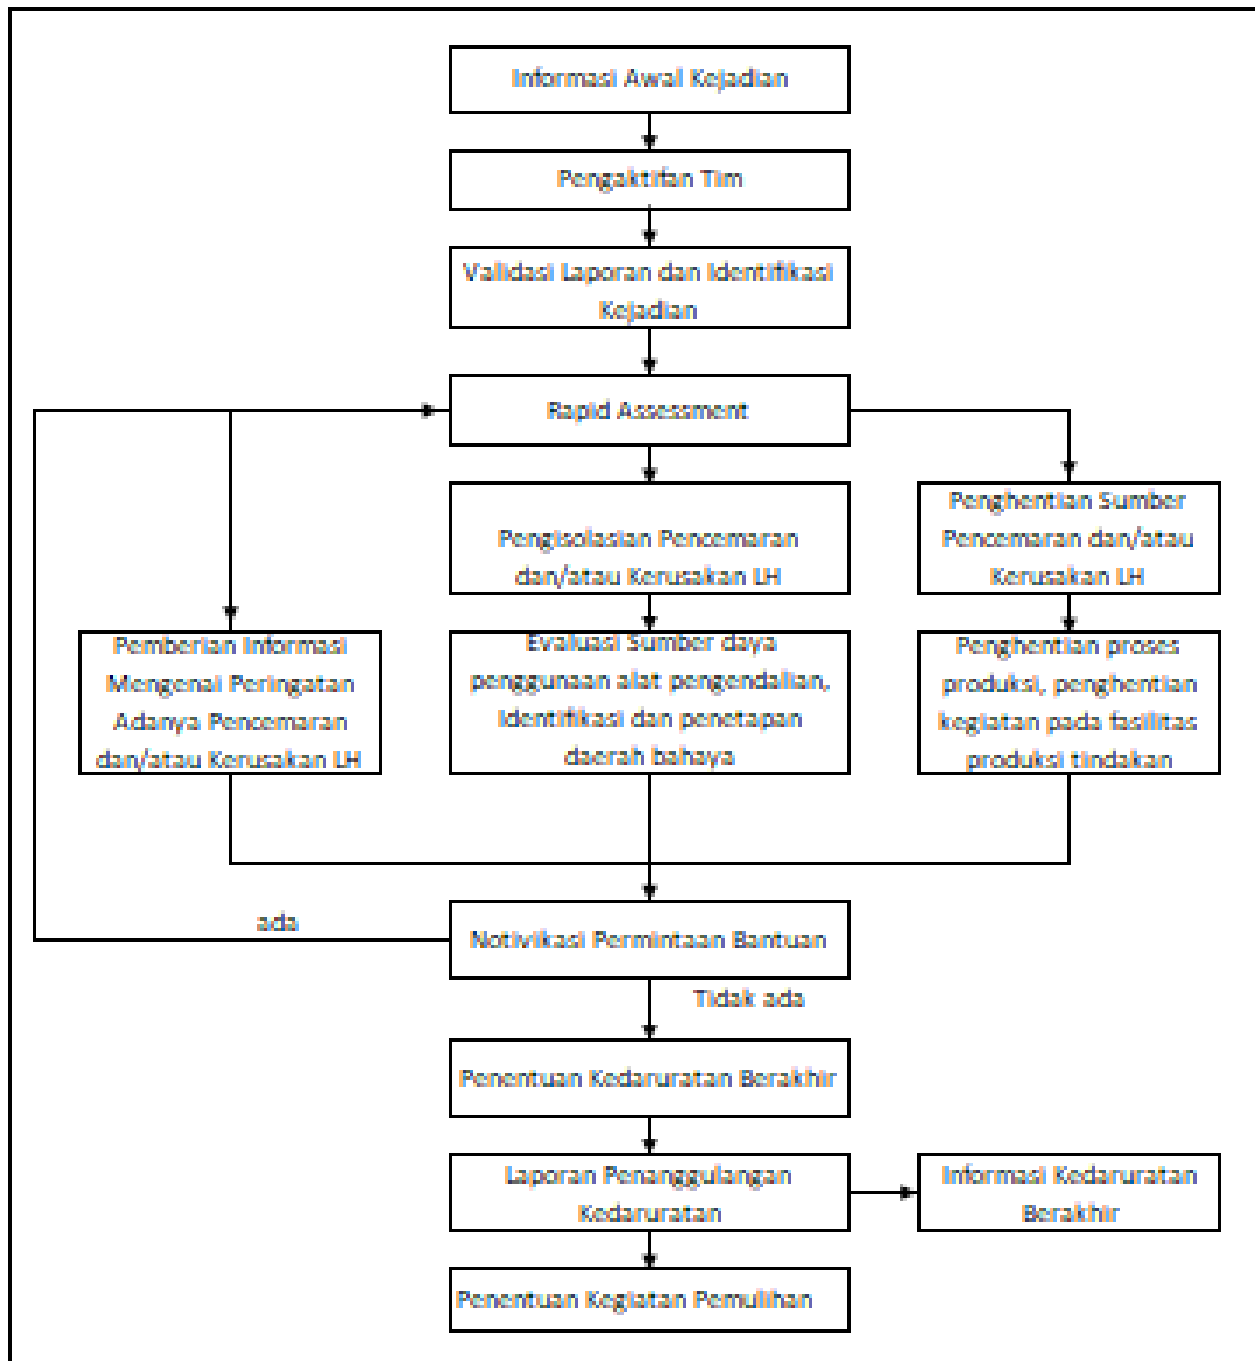 Informasi Awal Kejadian
Pengaktifan Tim
Validasi Laporan dan Identifikasi
Kejadian
Rapid Assessment
Pengisolasian Pencemaran
dan/atau Kerusakan LH
Penghentian Sumber
Pencemaran dan/atau
Kerusakan LH
Pemberian Informasi
Mengenai Peringatan
Adanya Pencemaran
dan/atau Kerusakan LH
Evaluasi Sumber daya
penggunaan alat pengendalian,
Identifikasi dan penetapan
daerah bahaya
Penghentian proses
produksi, penghentian
kegiatan pada fasilitas
produksi tindakan
ada
Notivikasi Permintaan Bantuan
Tidak ada
Penentuan Kedaruratan Berakhir
Laporan Penanggulangan
Kedaruratan
Informasi Kedaruratan
Berakhir
Penentuan Kegiatan Pemulihan